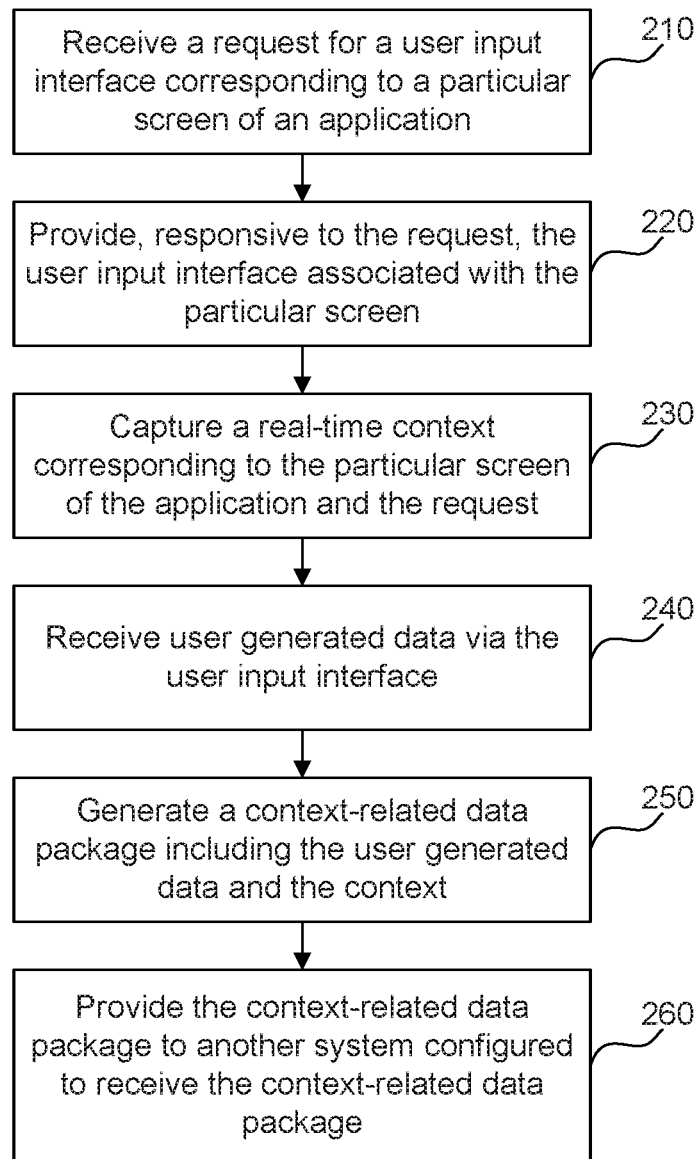 Receive a request for a user input
interface corresponding to a particular
screen of an application
210
Provide, responsive to the request, the
user input interface associated with the
particular screen
220
Capture a real-time context
corresponding to the particular screen
of the application and the request
230
Receive user generated data via the
user input interface
240
Generate a context-related data
package including the user generated
data and the context
250
Provide the context-related data
package to another system configured
to receive the context-related data
package
260